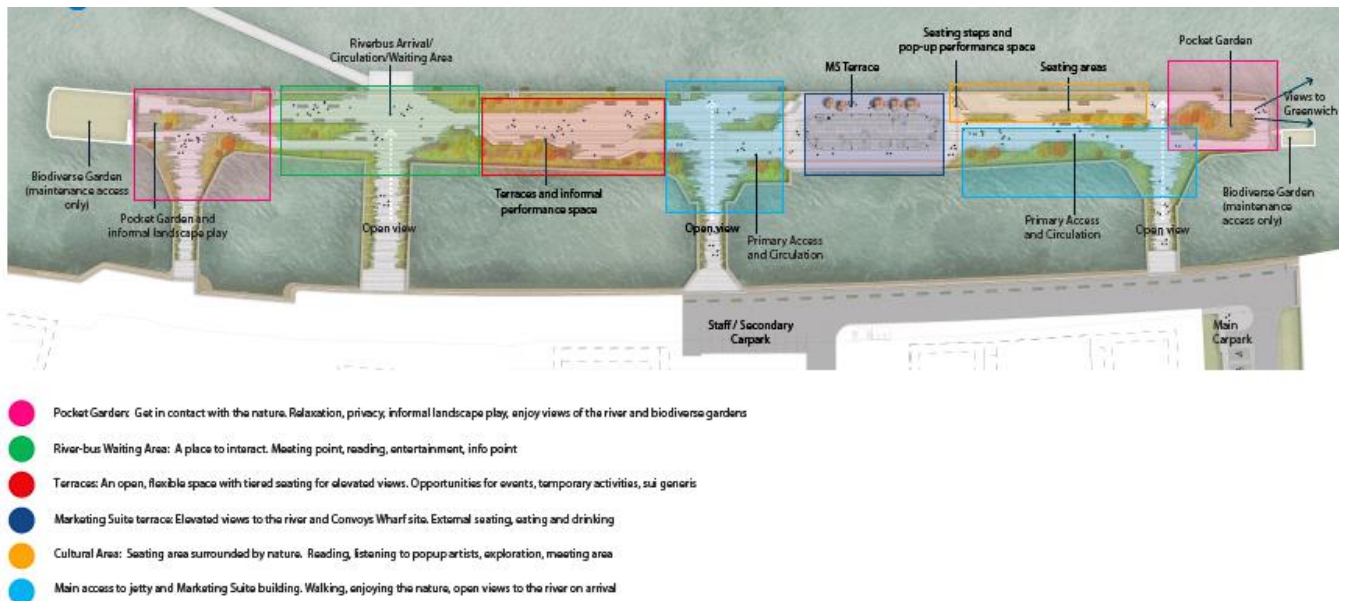 Riverbus Arrival/
Circulation/Waiting Area
MS Terrace
Seating steps and
pop-up performance space
Seating areas
Pocket Garden
Views to
Greenwich
Biodiverse Garden
(maintenance access
only)
Pocket Garden and
informal landscape play
Open view
Terraces and informal
performance space
Open view
Primary Access
and Circulation
Primary Access
and Circulation
Open view
Biodiverse Garden
(maintenance
access only)
Staff / Secondary
Carpark
Main
Carpark
Pocket Garden: Get in contact with the nature. Relaxation, privacy, informal landscape play, enjoy views of the river and biodiverse gardens
River-bus Waiting Area: A place to interact. Meeting point, reading, entertainment, info point
Terraces: An open, flexible space with tiered seating for elevated views. Opportunities for events, temporary activities, sui generis
Marketing Suite terrace: Elevated views to the river and Convoys Wharf site. External seating, eating and drinking
Cultural Area: Seating area surrounded by nature. Reading, listening to popup artists, exploration, meeting area
Main access to jetty and Marketing Suite building. Walking, enjoying the nature, open views to the river on arrival